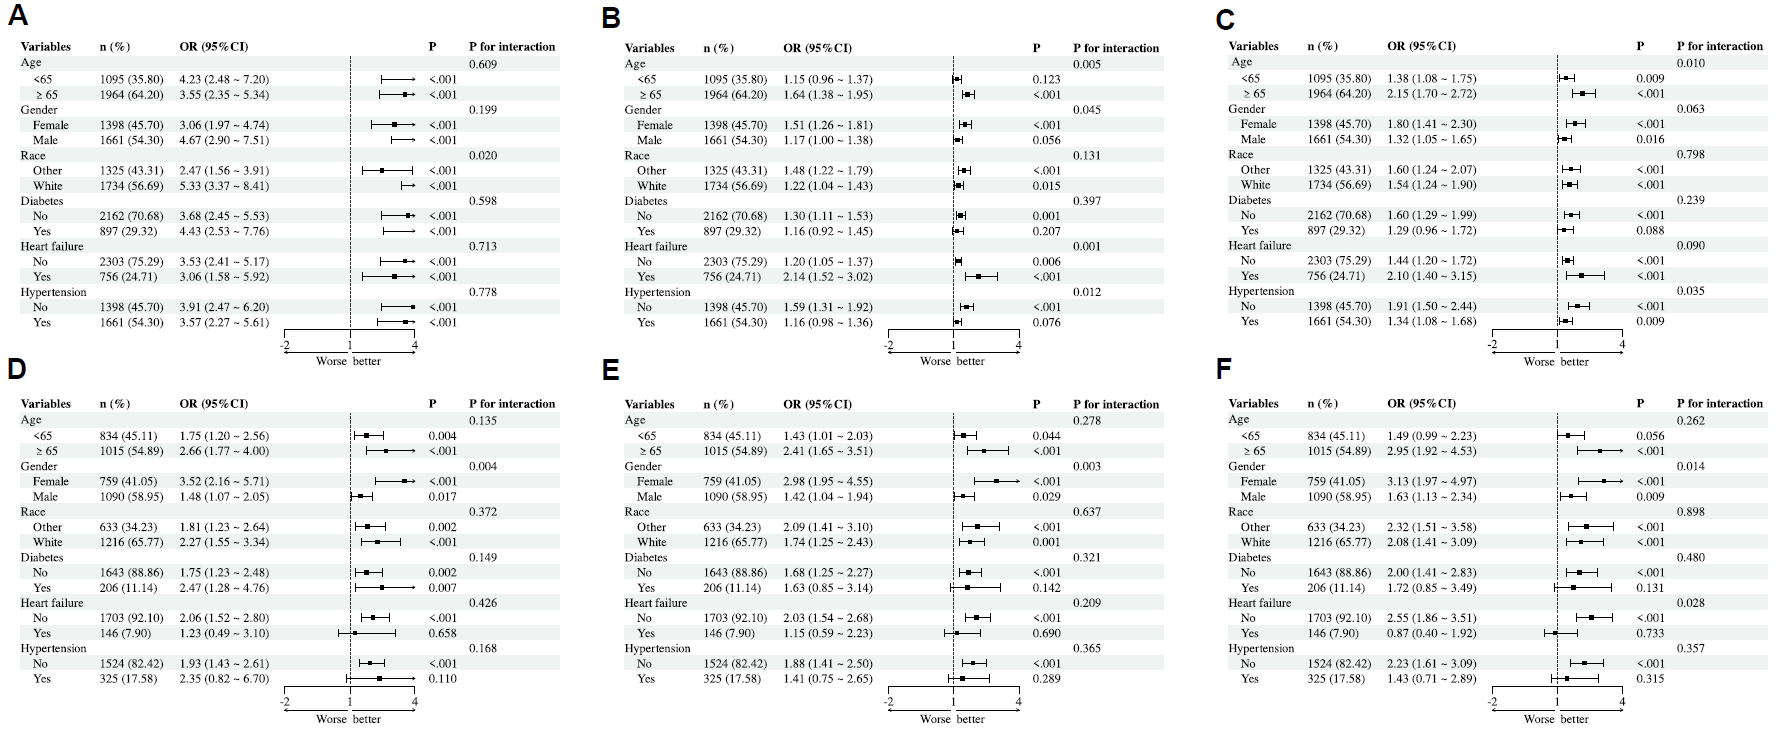 A
Variables n (%) OR (95%CI) P P for interaction
Age 0.609
<65 1095 (35.80) 4.23 (2.48 ~ 7.20) <.001
≥ 65 1964 (64.20) 3.55 (2.35 ~ 5.34) <.001
Gender 0.199
Female 1398 (45.70) 3.06 (1.97 ~ 4.74) <.001
Male 1661 (54.30) 4.67 (2.90 ~ 7.51) <.001
Race 0.020
Other 1325 (43.31) 2.47 (1.56 ~ 3.91) <.001
White 1734 (56.69) 5.33 (3.37 ~ 8.41) <.001
Diabetes 0.598
No 2162 (70.68) 3.68 (2.45 ~ 5.53) <.001
Yes 897 (29.32) 4.43 (2.53 ~ 7.76) <.001
Heart failure 0.713
No 2303 (75.29) 3.53 (2.41 ~ 5.17) <.001
Yes 756 (24.71) 3.06 (1.58 ~ 5.92) <.001
Hypertension 0.778
No 1398 (45.70) 3.91 (2.47 ~ 6.20) <.001
Yes 1661 (54.30) 3.57 (2.27 ~ 5.61) <.001
-2 1 4
Worse better
B
Variables n (%) OR (95%CI) P P for interaction
Age 0.005
<65 1095 (35.80) 1.15 (0.96 ~ 1.37) 0.123
≥ 65 1964 (64.20) 1.64 (1.38 ~ 1.95) <.001
Gender 0.045
Female 1398 (45.70) 1.51 (1.26 ~ 1.81) <.001
Male 1661 (54.30) 1.17 (1.00 ~ 1.38) 0.056
Race 0.131
Other 1325 (43.31) 1.48 (1.22 ~ 1.79) <.001
White 1734 (56.69) 1.22 (1.04 ~ 1.43) 0.015
Diabetes 0.397
No 2162 (70.68) 1.30 (1.11 ~ 1.53) 0.001
Yes 897 (29.32) 1.16 (0.92 ~ 1.45) 0.207
Heart failure 0.001
No 2303 (75.29) 1.20 (1.05 ~ 1.37) 0.006
Yes 756 (24.71) 2.14 (1.52 ~ 3.02) <.001
Hypertension 0.012
No 1398 (45.70) 1.59 (1.31 ~ 1.92) <.001
Yes 1661 (54.30) 1.16 (0.98 ~ 1.36) 0.076
-2 1 4
Worse better
C
Variables n (%) OR (95%CI) P P for interaction
Age 0.010
<65 1095 (35.80) 1.38 (1.08 ~ 1.75) 0.009
≥ 65 1964 (64.20) 2.15 (1.70 ~ 2.72) <.001
Gender 0.063
Female 1398 (45.70) 1.80 (1.41 ~ 2.30) <.001
Male 1661 (54.30) 1.32 (1.05 ~ 1.65) 0.016
Race 0.798
Other 1325 (43.31) 1.60 (1.24 ~ 2.07) <.001
White 1734 (56.69) 1.54 (1.24 ~ 1.90) <.001
Diabetes 0.239
No 2162 (70.68) 1.60 (1.29 ~ 1.99) <.001
Yes 897 (29.32) 1.29 (0.96 ~ 1.72) 0.088
Heart failure 0.090
No 2303 (75.29) 1.44 (1.20 ~ 1.72) <.001
Yes 756 (24.71) 2.10 (1.40 ~ 3.15) <.001
Hypertension 0.035
No 1398 (45.70) 1.91 (1.50 ~ 2.44) <.001
Yes 1661 (54.30) 1.34 (1.08 ~ 1.68) 0.009
-2 1 4
Worse better
D
Variables n (%) OR (95%CI) P P for interaction
Age 0.135
<65 834 (45.11) 1.75 (1.20 ~ 2.56) 0.004
≥ 65 1015 (54.89) 2.66 (1.77 ~ 4.00) <.001
Gender 0.004
Female 759 (41.05) 3.52 (2.16 ~ 5.71) <.001
Male 1090 (58.95) 1.48 (1.07 ~ 2.05) 0.017
Race 0.372
Other 633 (34.23) 1.81 (1.23 ~ 2.64) 0.002
White 1216 (65.77) 2.27 (1.55 ~ 3.34) <.001
Diabetes 0.149
No 1643 (88.86) 1.75 (1.23 ~ 2.48) 0.002
Yes 206 (11.14) 2.47 (1.28 ~ 4.76) 0.007
Heart failure 0.426
No 1703 (92.10) 2.06 (1.52 ~ 2.80) <.001
Yes 146 (7.90) 1.23 (0.49 ~ 3.10) 0.658
Hypertension 0.168
No 1524 (82.42) 1.93 (1.43 ~ 2.61) <.001
Yes 325 (17.58) 2.35 (0.82 ~ 6.70) 0.110
-2 1 4
Worse better
E
Variables n (%) OR (95%CI) P P for interaction
Age 0.278
<65 834 (45.11) 1.43 (1.01 ~ 2.03) 0.044
≥ 65 1015 (54.89) 2.41 (1.65 ~ 3.51) <.001
Gender 0.003
Female 759 (41.05) 2.98 (1.95 ~ 4.55) <.001
Male 1090 (58.95) 1.42 (1.04 ~ 1.94) 0.029
Race 0.637
Other 633 (34.23) 2.09 (1.41 ~ 3.10) <.001
White 1216 (65.77) 1.74 (1.25 ~ 2.43) 0.001
Diabetes 0.321
No 1643 (88.86) 1.68 (1.25 ~ 2.27) <.001
Yes 206 (11.14) 1.63 (0.85 ~ 3.14) 0.142
Heart failure 0.209
No 1703 (92.10) 2.03 (1.54 ~ 2.68) <.001
Yes 146 (7.90) 1.15 (0.59 ~ 2.23) 0.690
Hypertension 0.365
No 1524 (82.42) 1.88 (1.41 ~ 2.50) <.001
Yes 325 (17.58) 1.41 (0.75 ~ 2.65) 0.289
-2 1 4
Worse better
F
Variables n (%) OR (95%CI) P P for interaction
Age 0.262
<65 834 (45.11) 1.49 (0.99 ~ 2.23) 0.056
≥ 65 1015 (54.89) 2.95 (1.92 ~ 4.53) <.001
Gender 0.014
Female 759 (41.05) 3.13 (1.97 ~ 4.97) <.001
Male 1090 (58.95) 1.63 (1.13 ~ 2.34) 0.009
Race 0.898
Other 633 (34.23) 2.32 (1.51 ~ 3.58) <.001
White 1216 (65.77) 2.08 (1.41 ~ 3.09) <.001
Diabetes 0.480
No 1643 (88.86) 2.00 (1.41 ~ 2.83) <.001
Yes 206 (11.14) 1.72 (0.85 ~ 3.49) 0.131
Heart failure 0.028
No 1703 (92.10) 2.55 (1.86 ~ 3.51) <.001
Yes 146 (7.90) 0.87 (0.40 ~ 1.92) 0.733
Hypertension 0.357
No 1524 (82.42) 2.23 (1.61 ~ 3.09) <.001
Yes 325 (17.58) 1.43 (0.71 ~ 2.89) 0.315
-2 1 4
Worse better